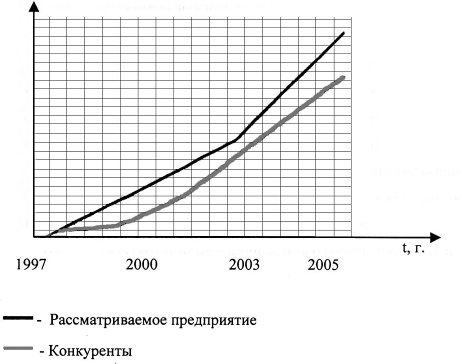 t, г.
1997 2000 2003 2005
- Рассматриваемое предприятие
- Конкуренты